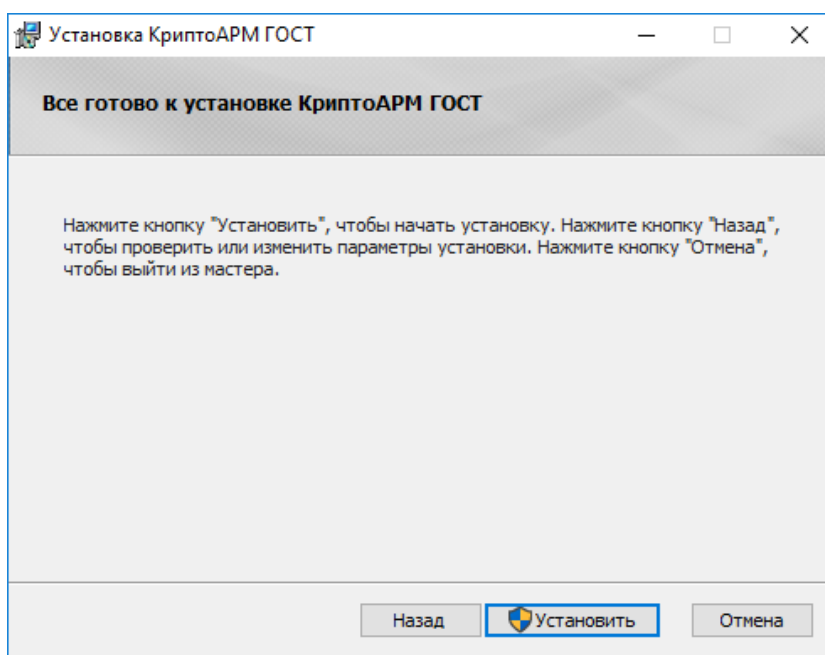 Установка КриптоАРМ ГОСТ
Все готово к установке КриптоАРМ ГОСТ
Нажмите кнопку "Установить", чтобы начать установку. Нажмите кнопку "Назад",
чтобы проверить или изменить параметры установки. Нажмите кнопку "Отмена",
чтобы выйти из мастера.
Назад
Установить
Отмена